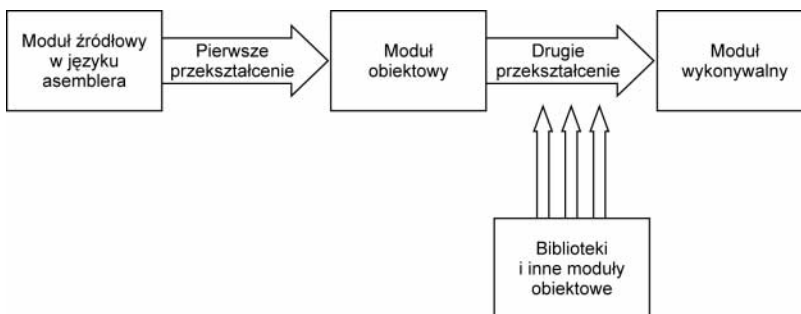 Moduł źródłowy
w języku
asemblera
Pierwsze
przekształcenie
Moduł
obiektowy
Drugie
przekształcenie
Moduł
wykonywalny
Biblioteki
i inne moduły
obiektowe